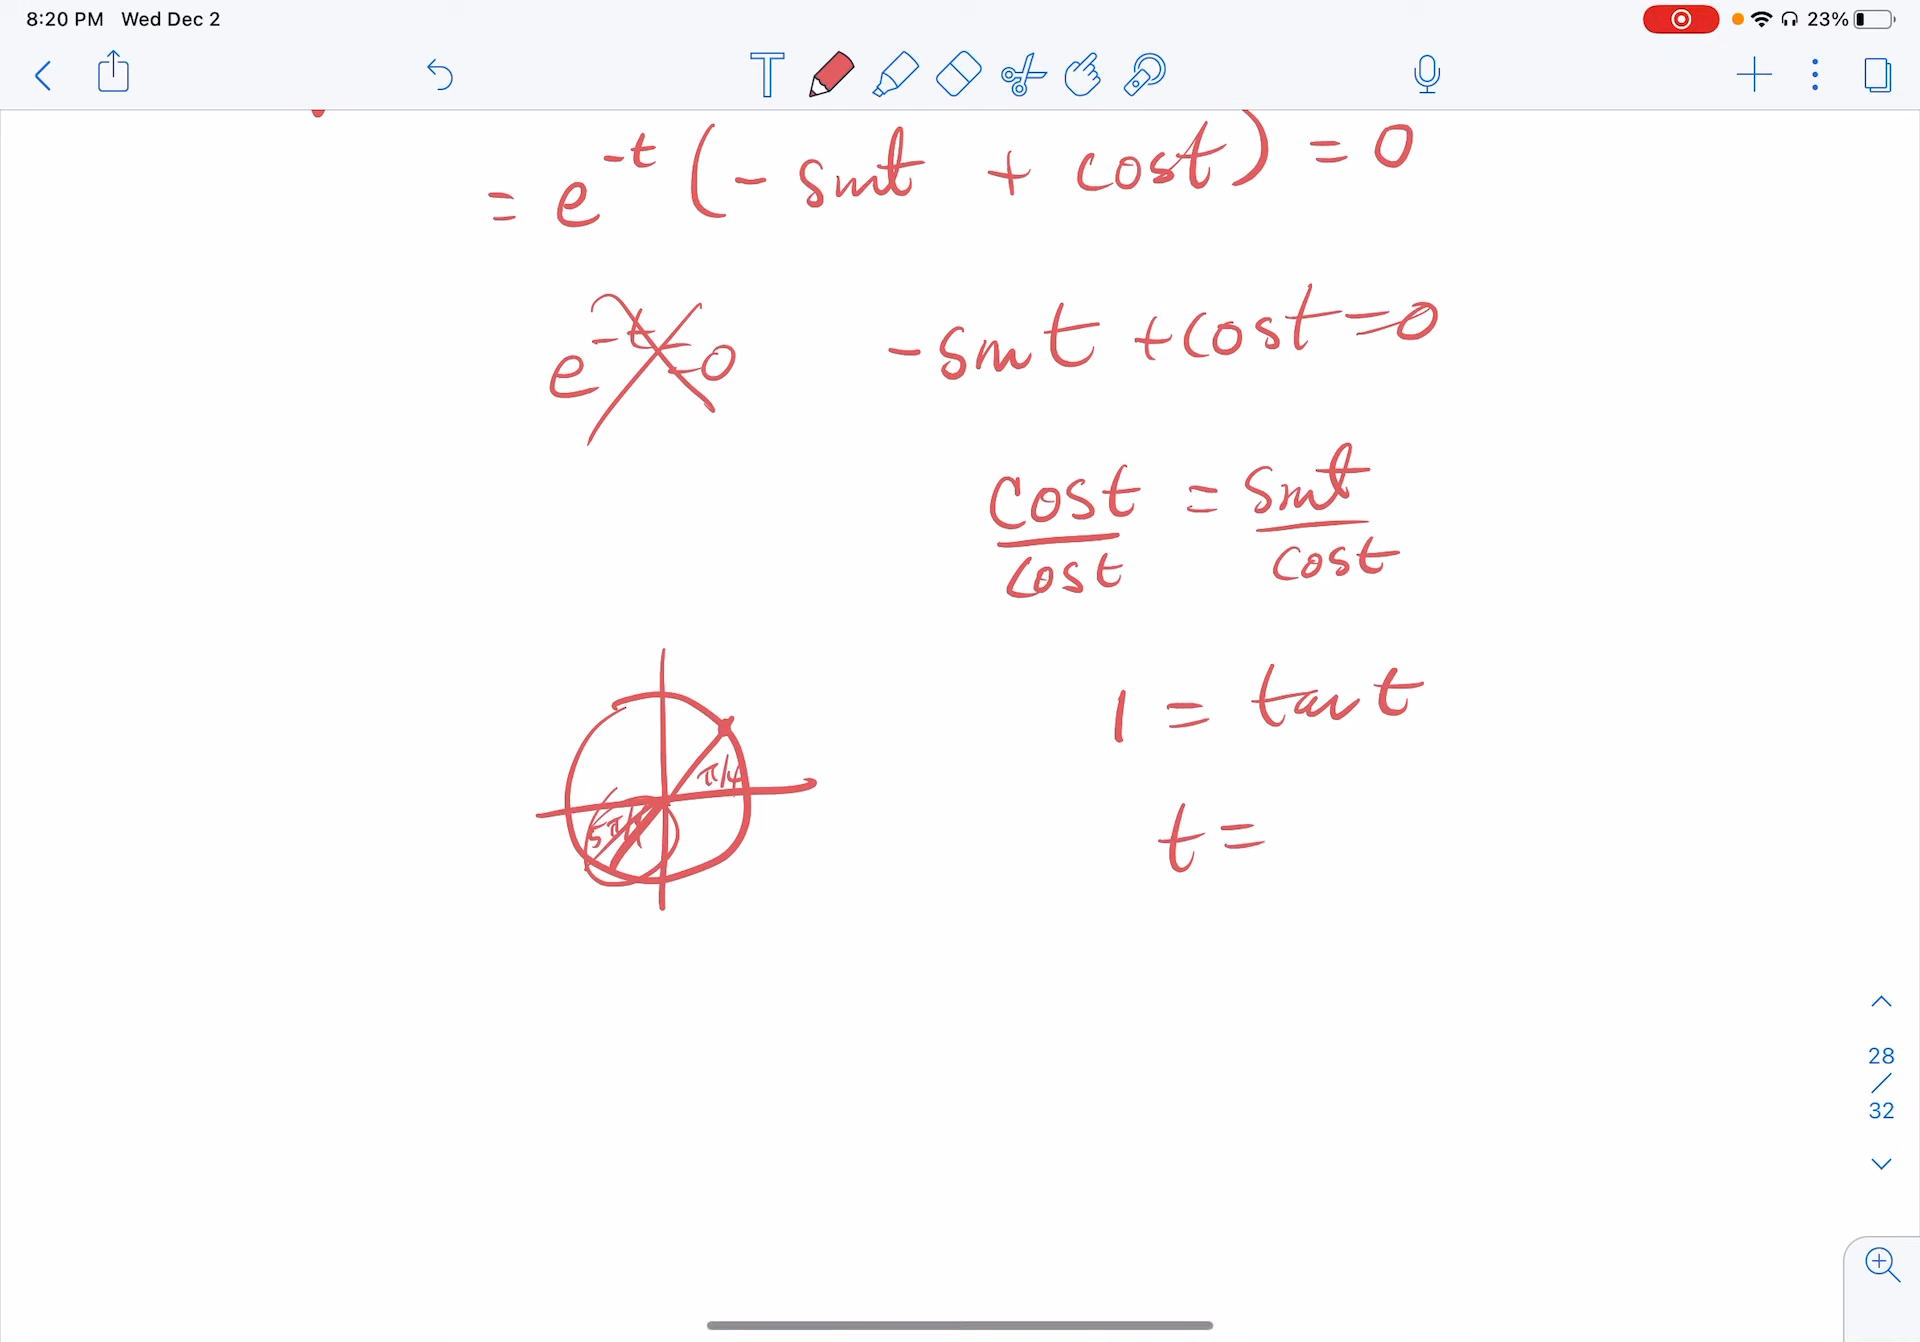 8:20 PM Wed Dec 2
23%
= e^-t (- sint + cost) = 0
e^-t = 0
-sint + cost = 0
cost = sint
cost cost
1 = tan t
π/4
5π/4
t =
28
/
32